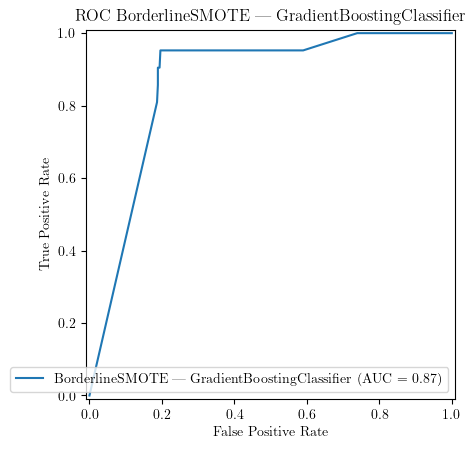 ROC BorderlineSMOTE — GradientBoostingClassifier
1.0
0.8
0.6
0.4
0.2
0.0
True Positive Rate
BorderlineSMOTE — GradientBoostingClassifier (AUC = 0.87)
0.0 0.2 0.4 0.6 0.8 1.0
False Positive Rate